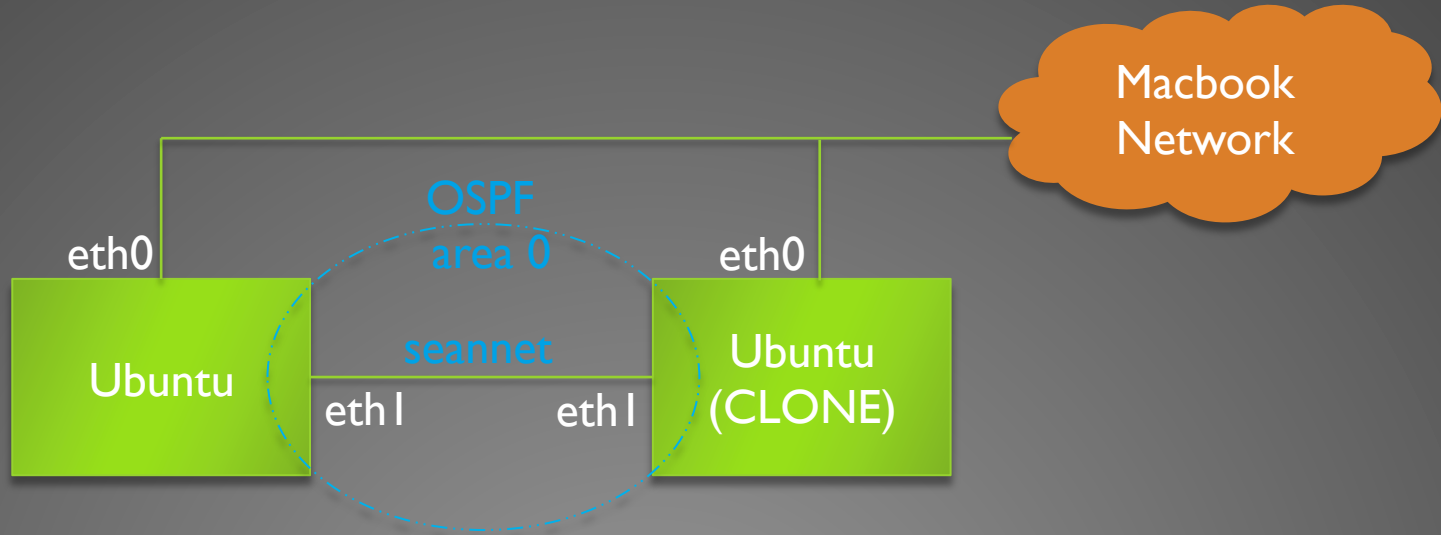 Macbook
Network
OSPF
area 0
eth0
eth0
seannet
Ubuntu
Ubuntu
(CLONE)
eth1
eth1